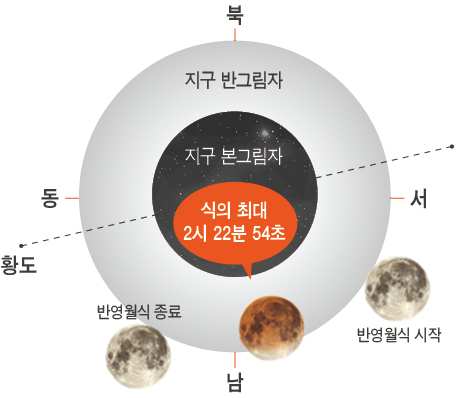 북
지구 반그림자
지구 본그림자
동
서
식의 최대
2시 22분 54초
황도
반영월식 종료
반영월식 시작
남